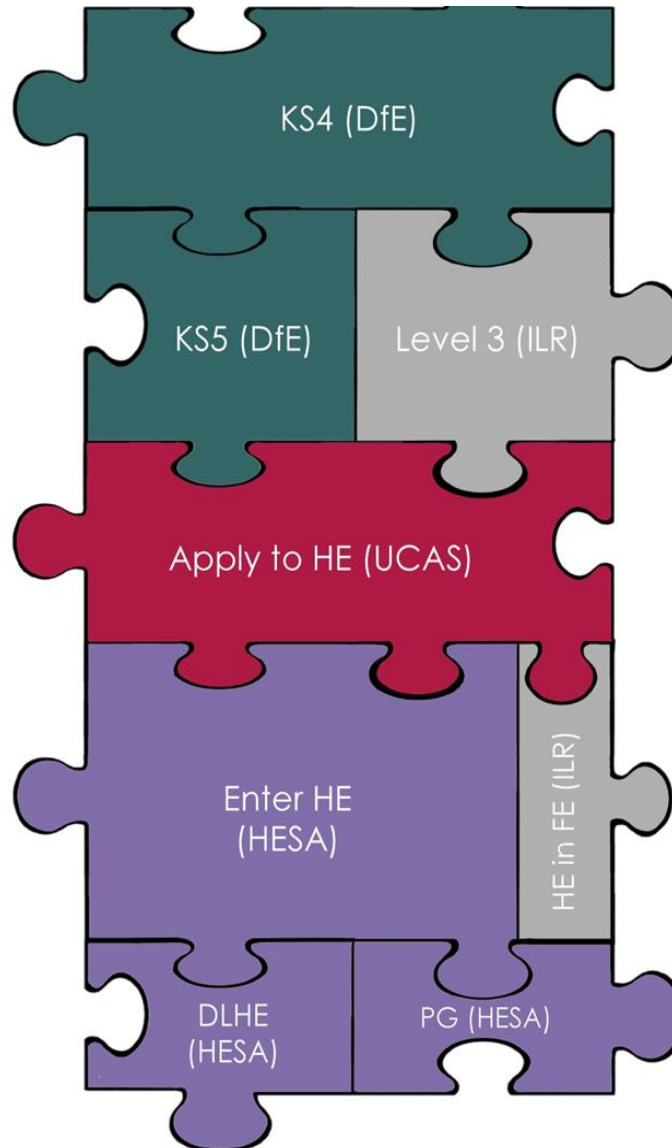 KS4 (DfE)
KS5 (DfE)
Level 3 (ILR)
Apply to HE (UCAS)
Enter HE
(HESA)
HE in FE (ILR)
DLHE
(HESA)
PG (HESA)